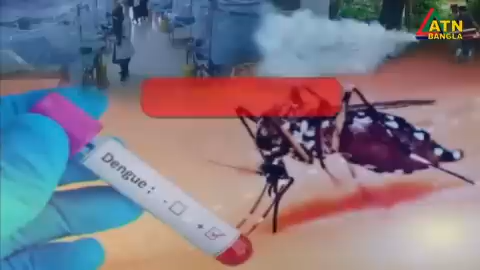 ATN
BANGLA
Dengue :
- ☐
+ ☑